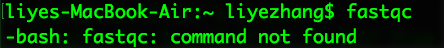 liyes-MacBook-Air:~ liyezhang$ fastqc
-bash: fastqc: command not found